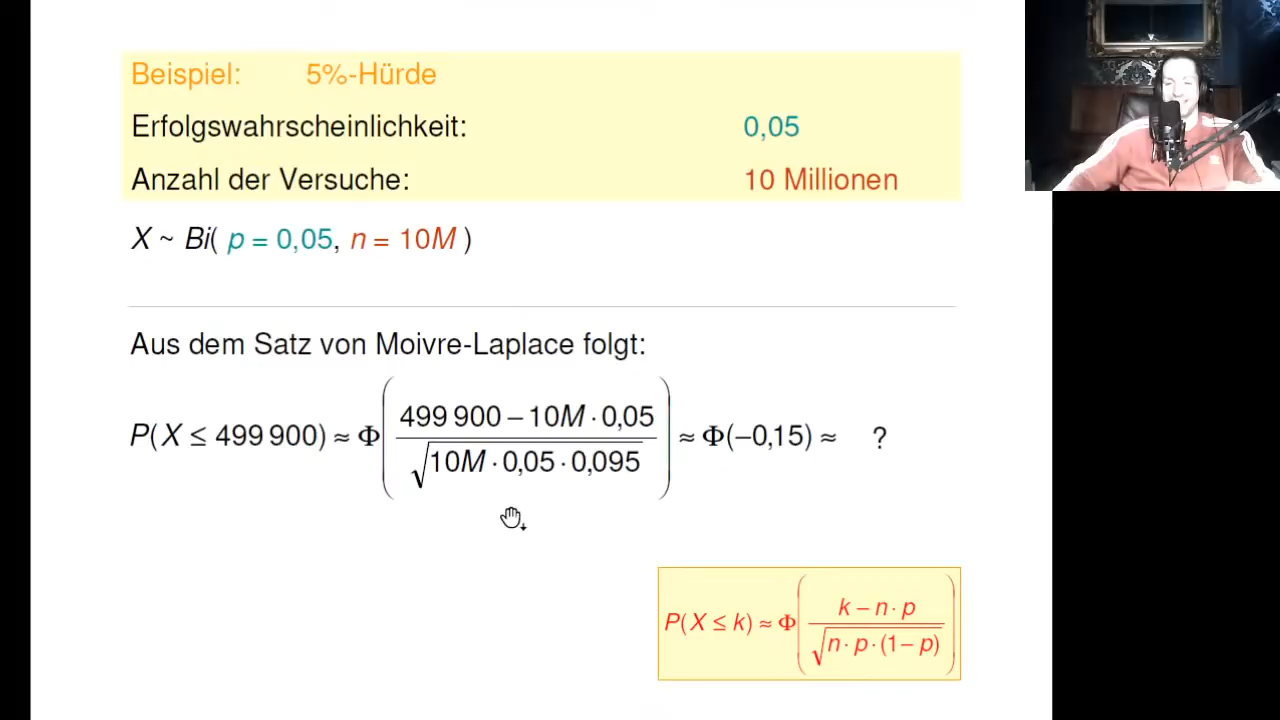 Beispiel: 5%-Hürde
Erfolgswahrscheinlichkeit: 0,05
Anzahl der Versuche: 10 Millionen
X ~ Bi( p = 0,05, n = 10M )
Aus dem Satz von Moivre-Laplace folgt:
P( X ≤ 499 900) ≈ Φ( (499 900 – 10M · 0,05) / √(10M · 0,05 · 0,095) ) ≈ Φ(–0,15) ≈ ?
P( X ≤ k) ≈ Φ( (k – n · p) / √(n · p · (1 – p)) )